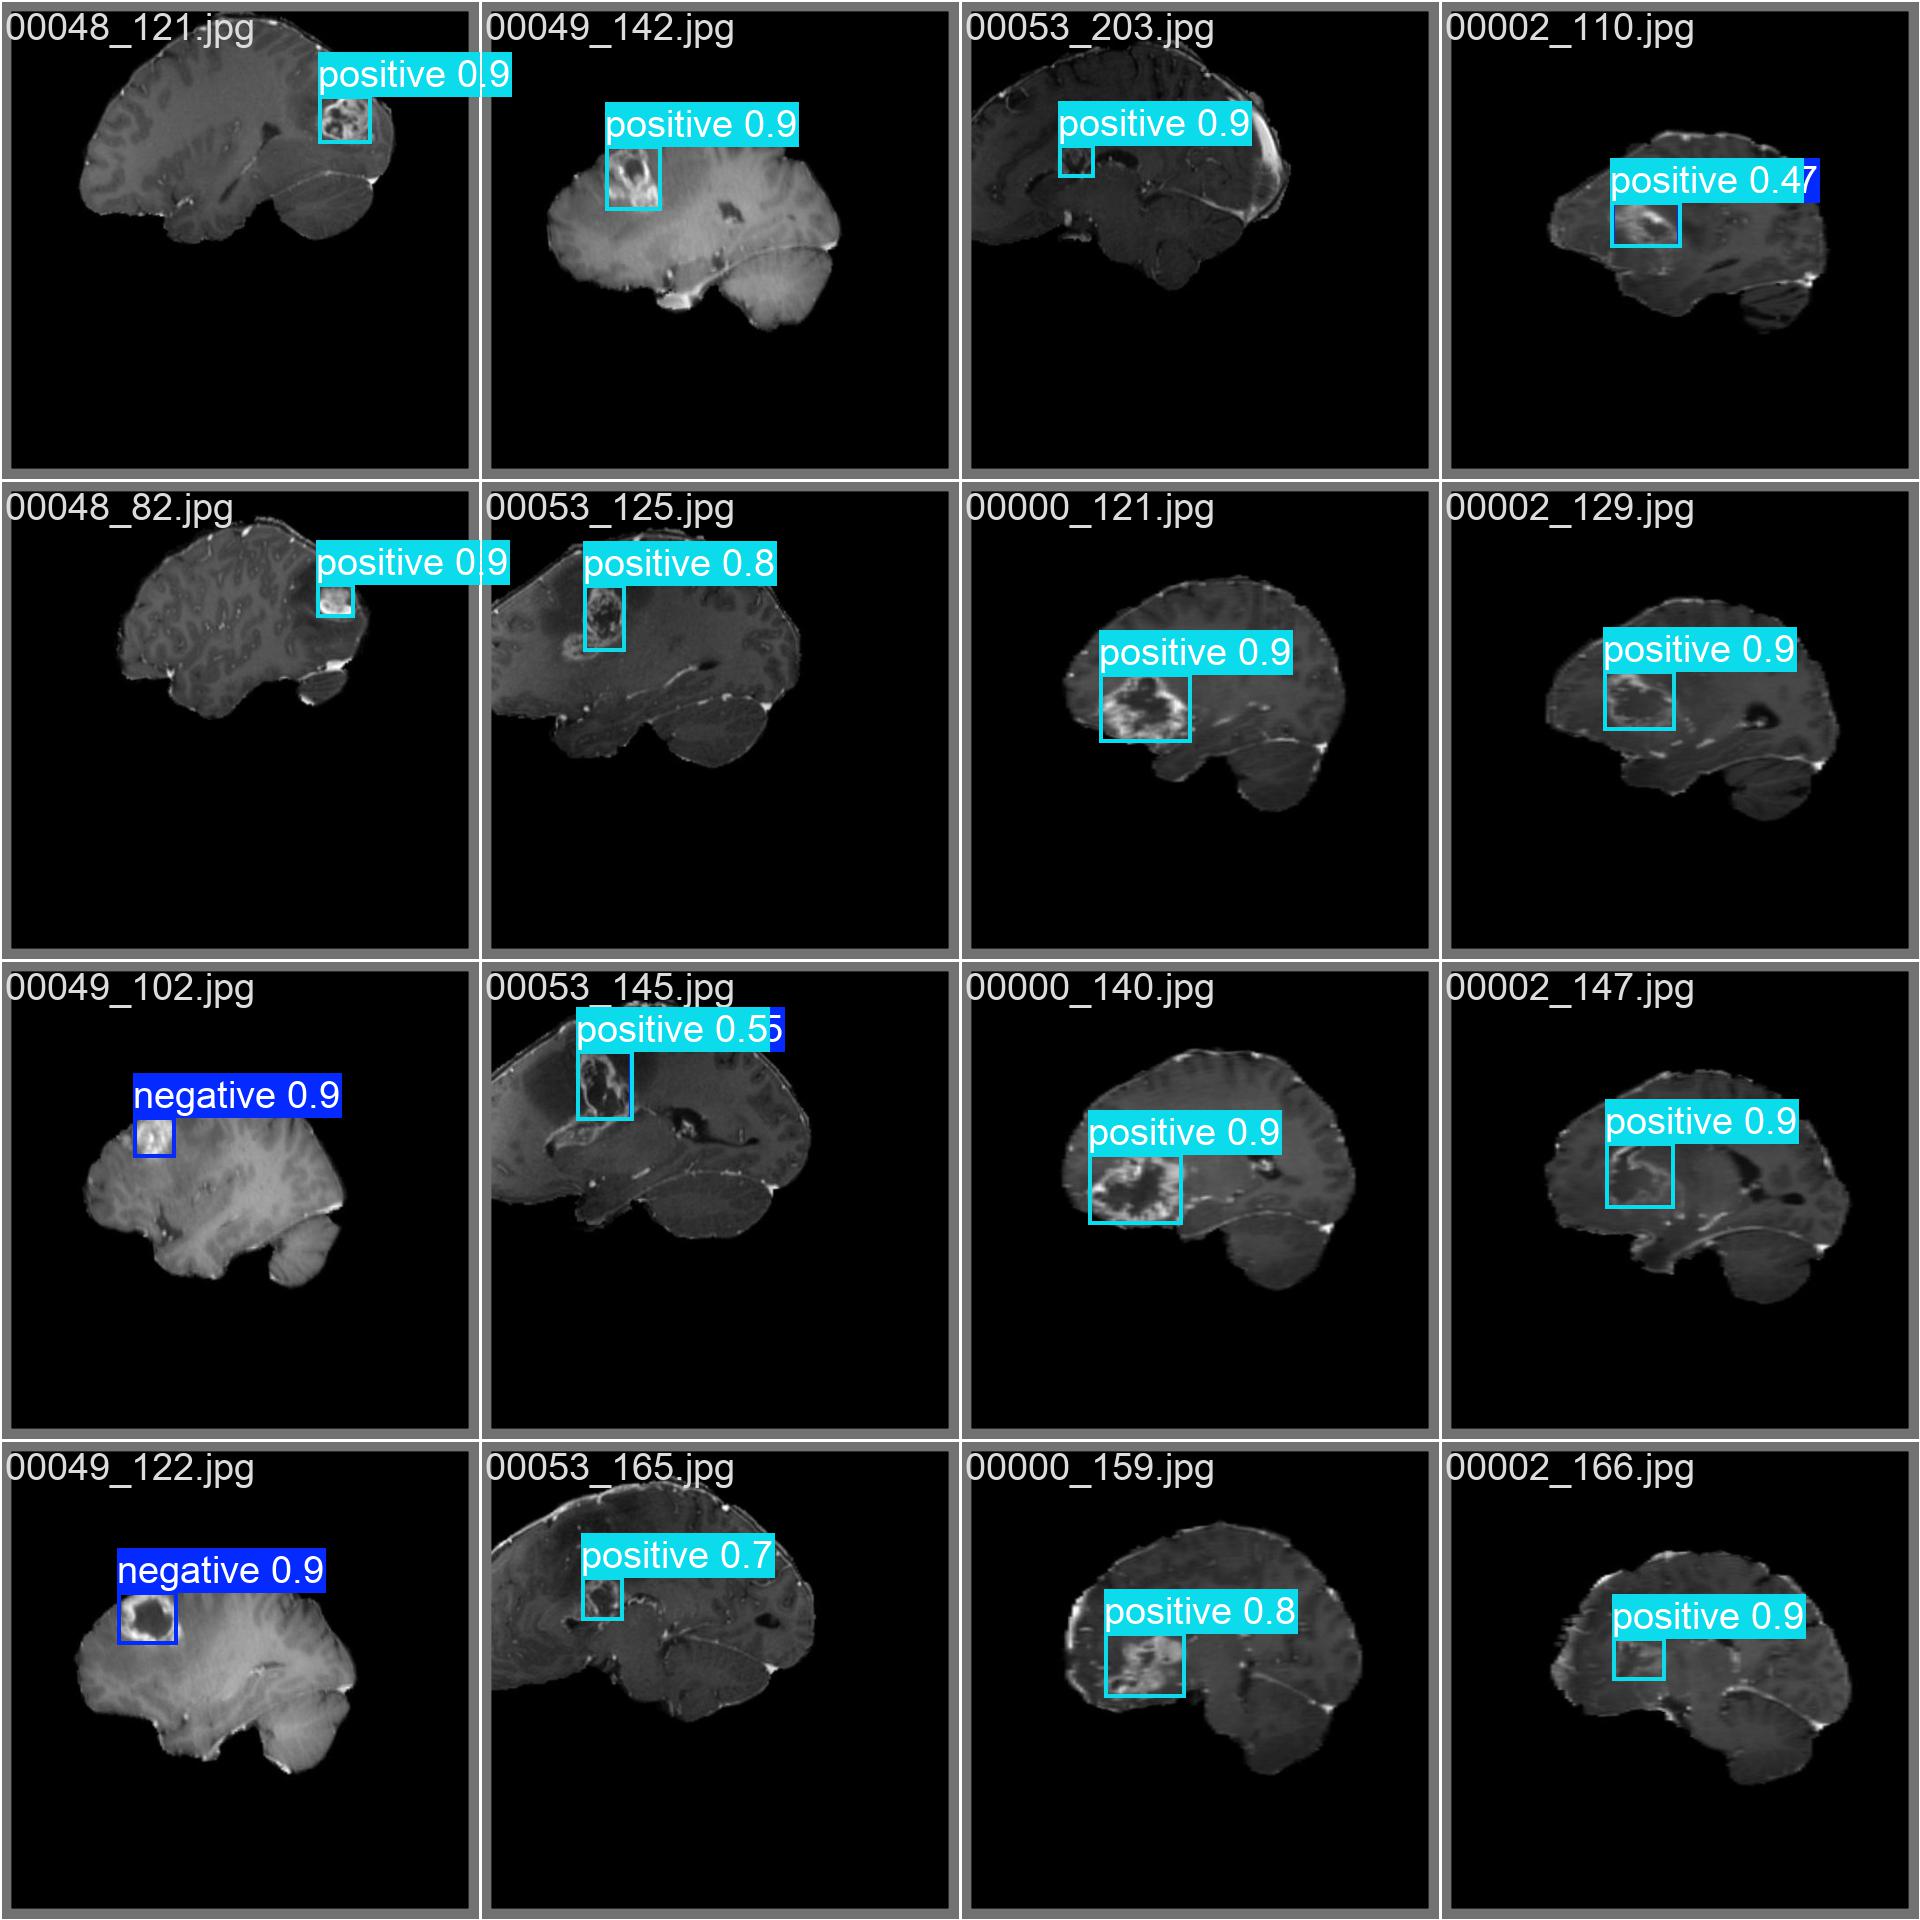 00048_121.jpg
positive 0.9
00049_142.jpg
positive 0.9
00053_203.jpg
positive 0.9
00002_110.jpg
positive 0.47
00048_82.jpg
positive 0.9
00053_125.jpg
positive 0.8
00000_121.jpg
positive 0.9
00002_129.jpg
positive 0.9
00049_102.jpg
negative 0.9
00053_145.jpg
positive 0.55
00000_140.jpg
positive 0.9
00002_147.jpg
positive 0.9
00049_122.jpg
negative 0.9
00053_165.jpg
positive 0.7
00000_159.jpg
positive 0.8
00002_166.jpg
positive 0.9